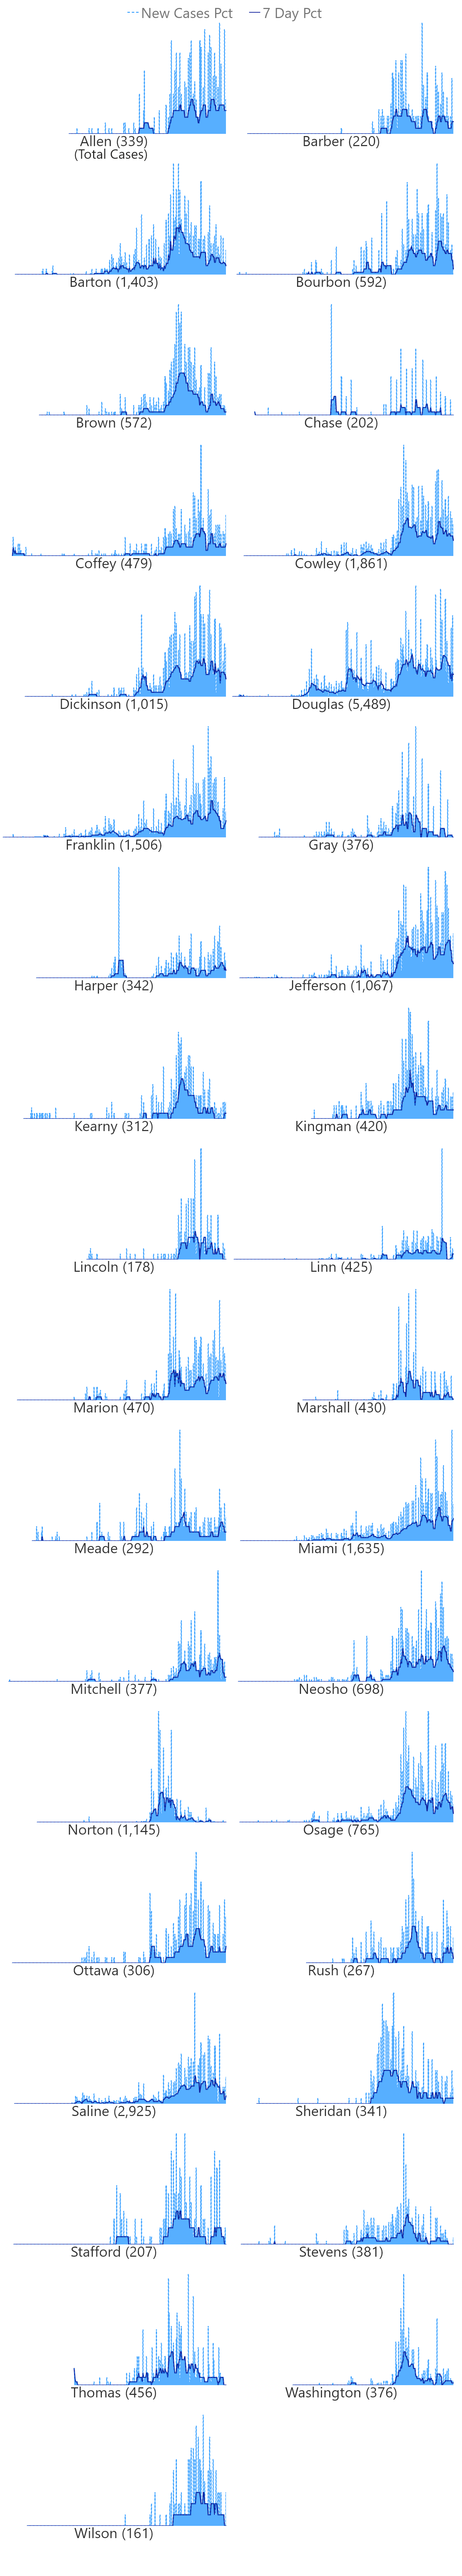 New Cases Pct 7 Day Pct
Allen (339) Barber (220)
(Total Cases)
Barton (1,403) Bourbon (592)
Brown (572) Chase (202)
Coffey (479) Cowley (1,861)
Dickinson (1,015) Douglas (5,489)
Franklin (1,506) Gray (376)
Harper (342) Jefferson (1,067)
Kearny (312) Kingman (420)
Lincoln (178) Linn (425)
Marion (470) Marshall (430)
Meade (292) Miami (1,635)
Mitchell (377) Neosho (698)
Norton (1,145) Osage (765)
Ottawa (306) Rush (267)
Saline (2,925) Sheridan (341)
Stafford (207) Stevens (381)
Thomas (456) Washington (376)
Wilson (161)